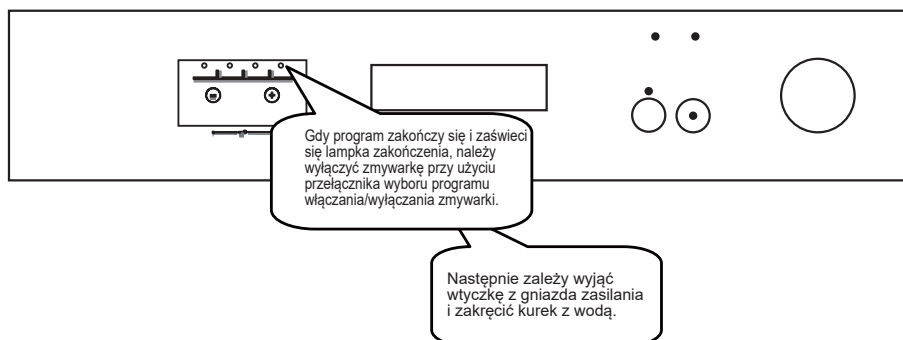 Gdy program zakończy się i zaświeci
się lampka zakończenia, należy
wyłączyć zmywarkę przy użyciu
przełącznika wyboru programu
włączania/wyłączania zmywarki.
Następnie zależy wyjąć
wtyczkę z gniazda zasilania
i zakręcić kurek z wodą.